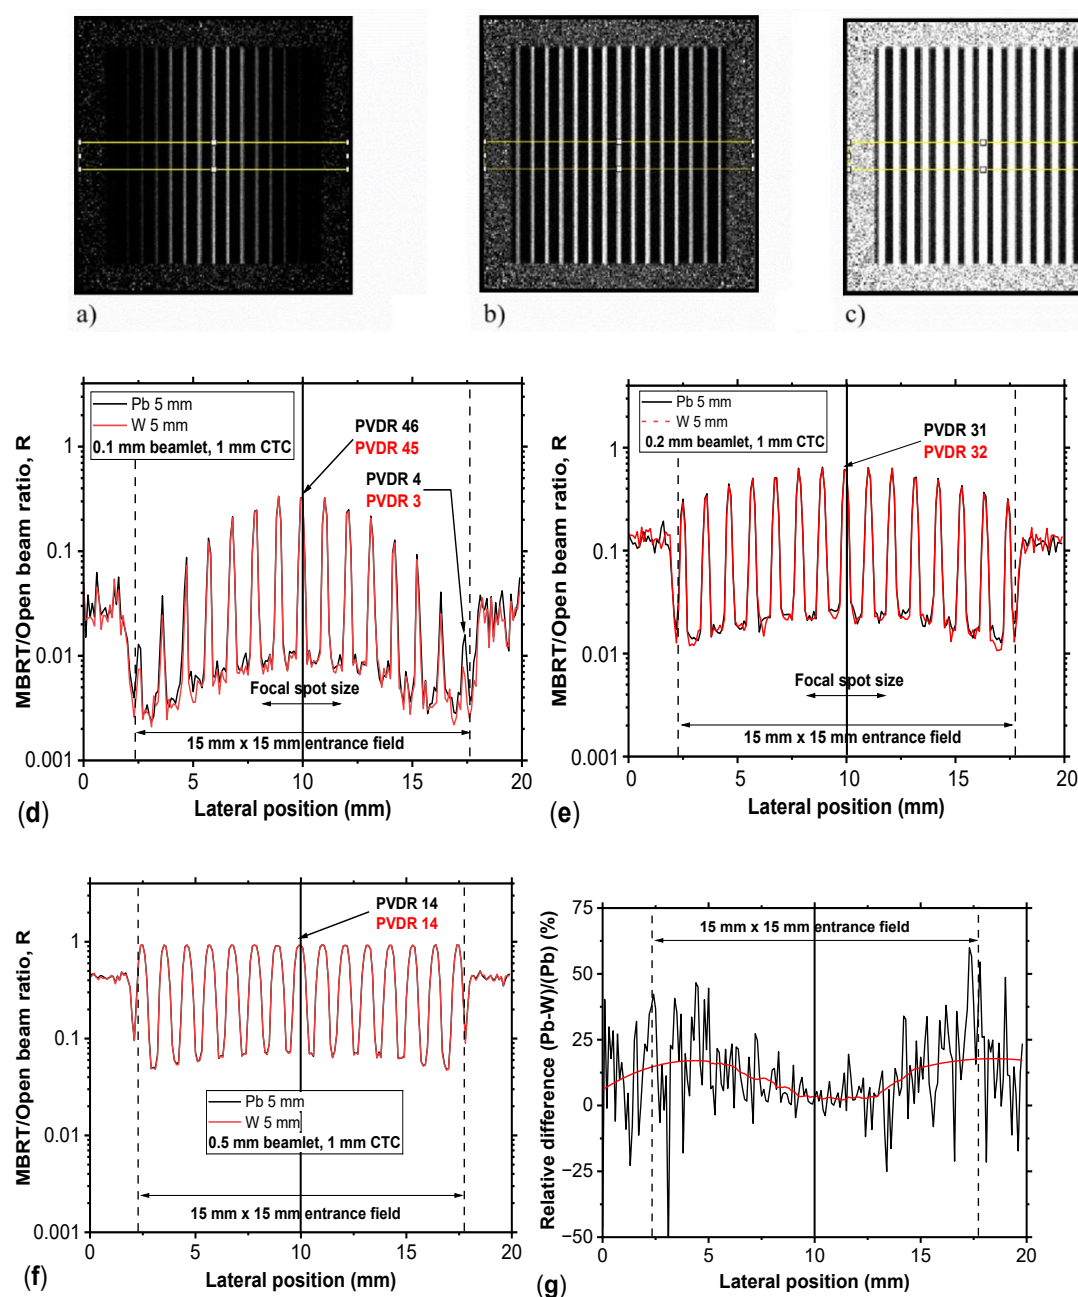 a)
b)
c)
Pb 5 mm
W 5 mm
0.1 mm beamlet, 1 mm CTC
PVDR 46
PVDR 45
PVDR 4
PVDR 3
Focal spot size
15 mm x 15 mm entrance field
1
0.1
0.01
0.001
0 5 10 15 20
MBRT/Open beam ratio, R
Lateral position (mm)
(d)
Pb 5 mm
W 5 mm
0.2 mm beamlet, 1 mm CTC
PVDR 31
PVDR 32
Focal spot size
15 mm x 15 mm entrance field
1
0.1
0.01
0.001
0 5 10 15 20
MBRT/Open beam ratio, R
Lateral position (mm)
(e)
PVDR 14
PVDR 14
Pb 5 mm
W 5 mm
0.5 mm beamlet, 1 mm CTC
15 mm x 15 mm entrance field
1
0.1
0.01
0.001
0 5 10 15 20
MBRT/Open beam ratio, R
Lateral position (mm)
(f)
15 mm x 15 mm entrance field
75
50
25
0
−25
−50
0 5 10 15 20
Relative difference (Pb-W)/(Pb) (%)
Lateral position (mm)
(g)